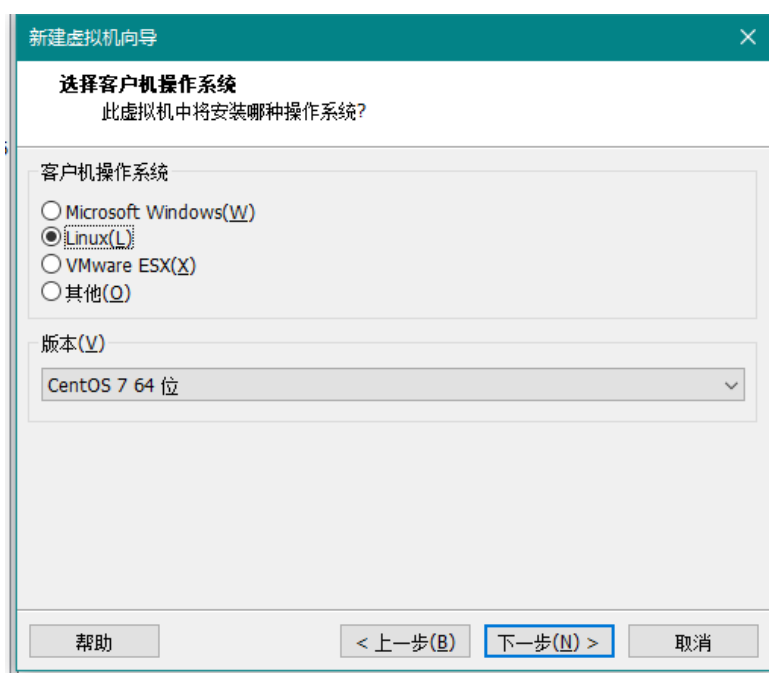 新建虚拟机向导
选择客户机操作系统
此虚拟机中将安装哪种操作系统?
客户机操作系统
Microsoft Windows(W)
Linux(L)
VMware ESX(X)
其他(O)
版本(V)
CentOS 7 64 位
帮助
< 上一步(B)
下一步(N) >
取消